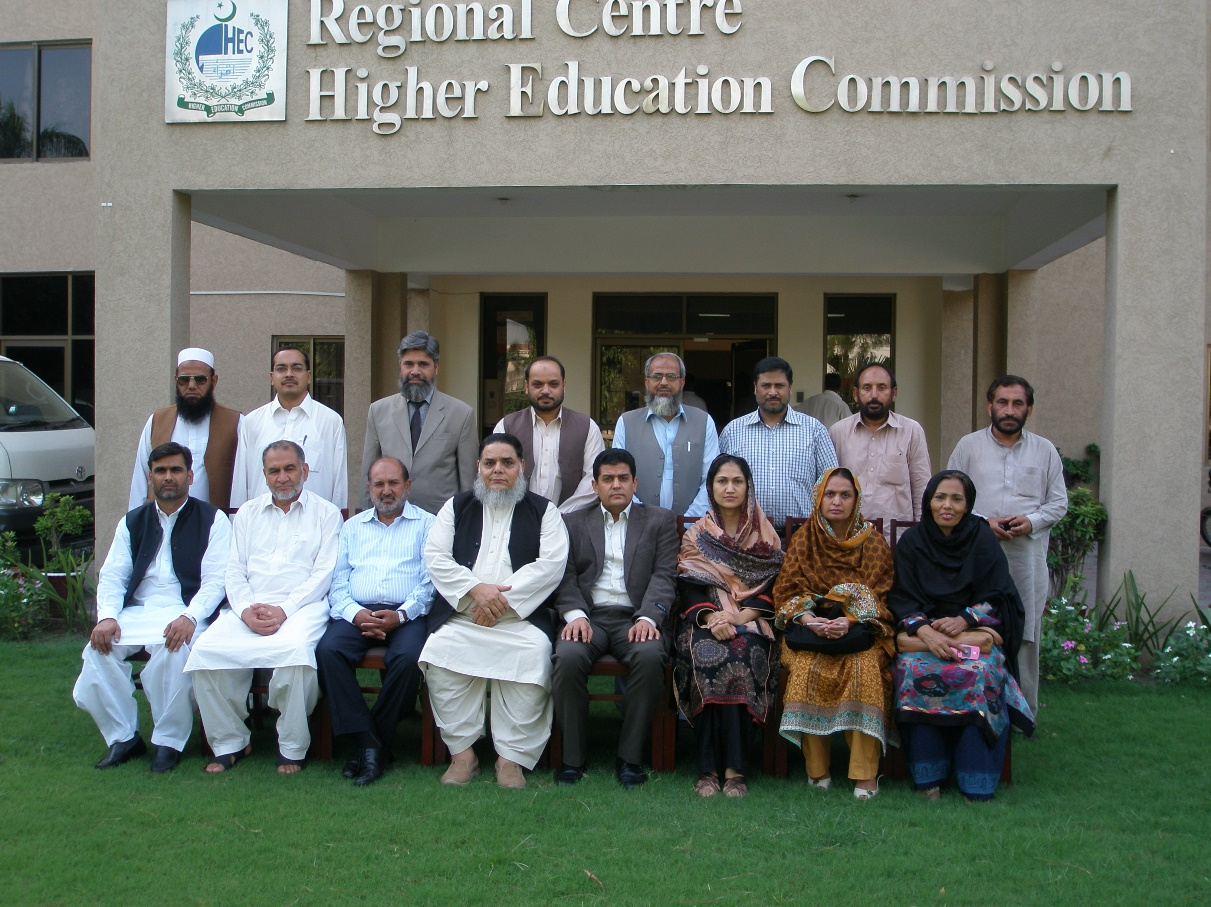 Regional Centre
Higher Education Commission
HEC
HIGHER EDUCATION COMMISSION